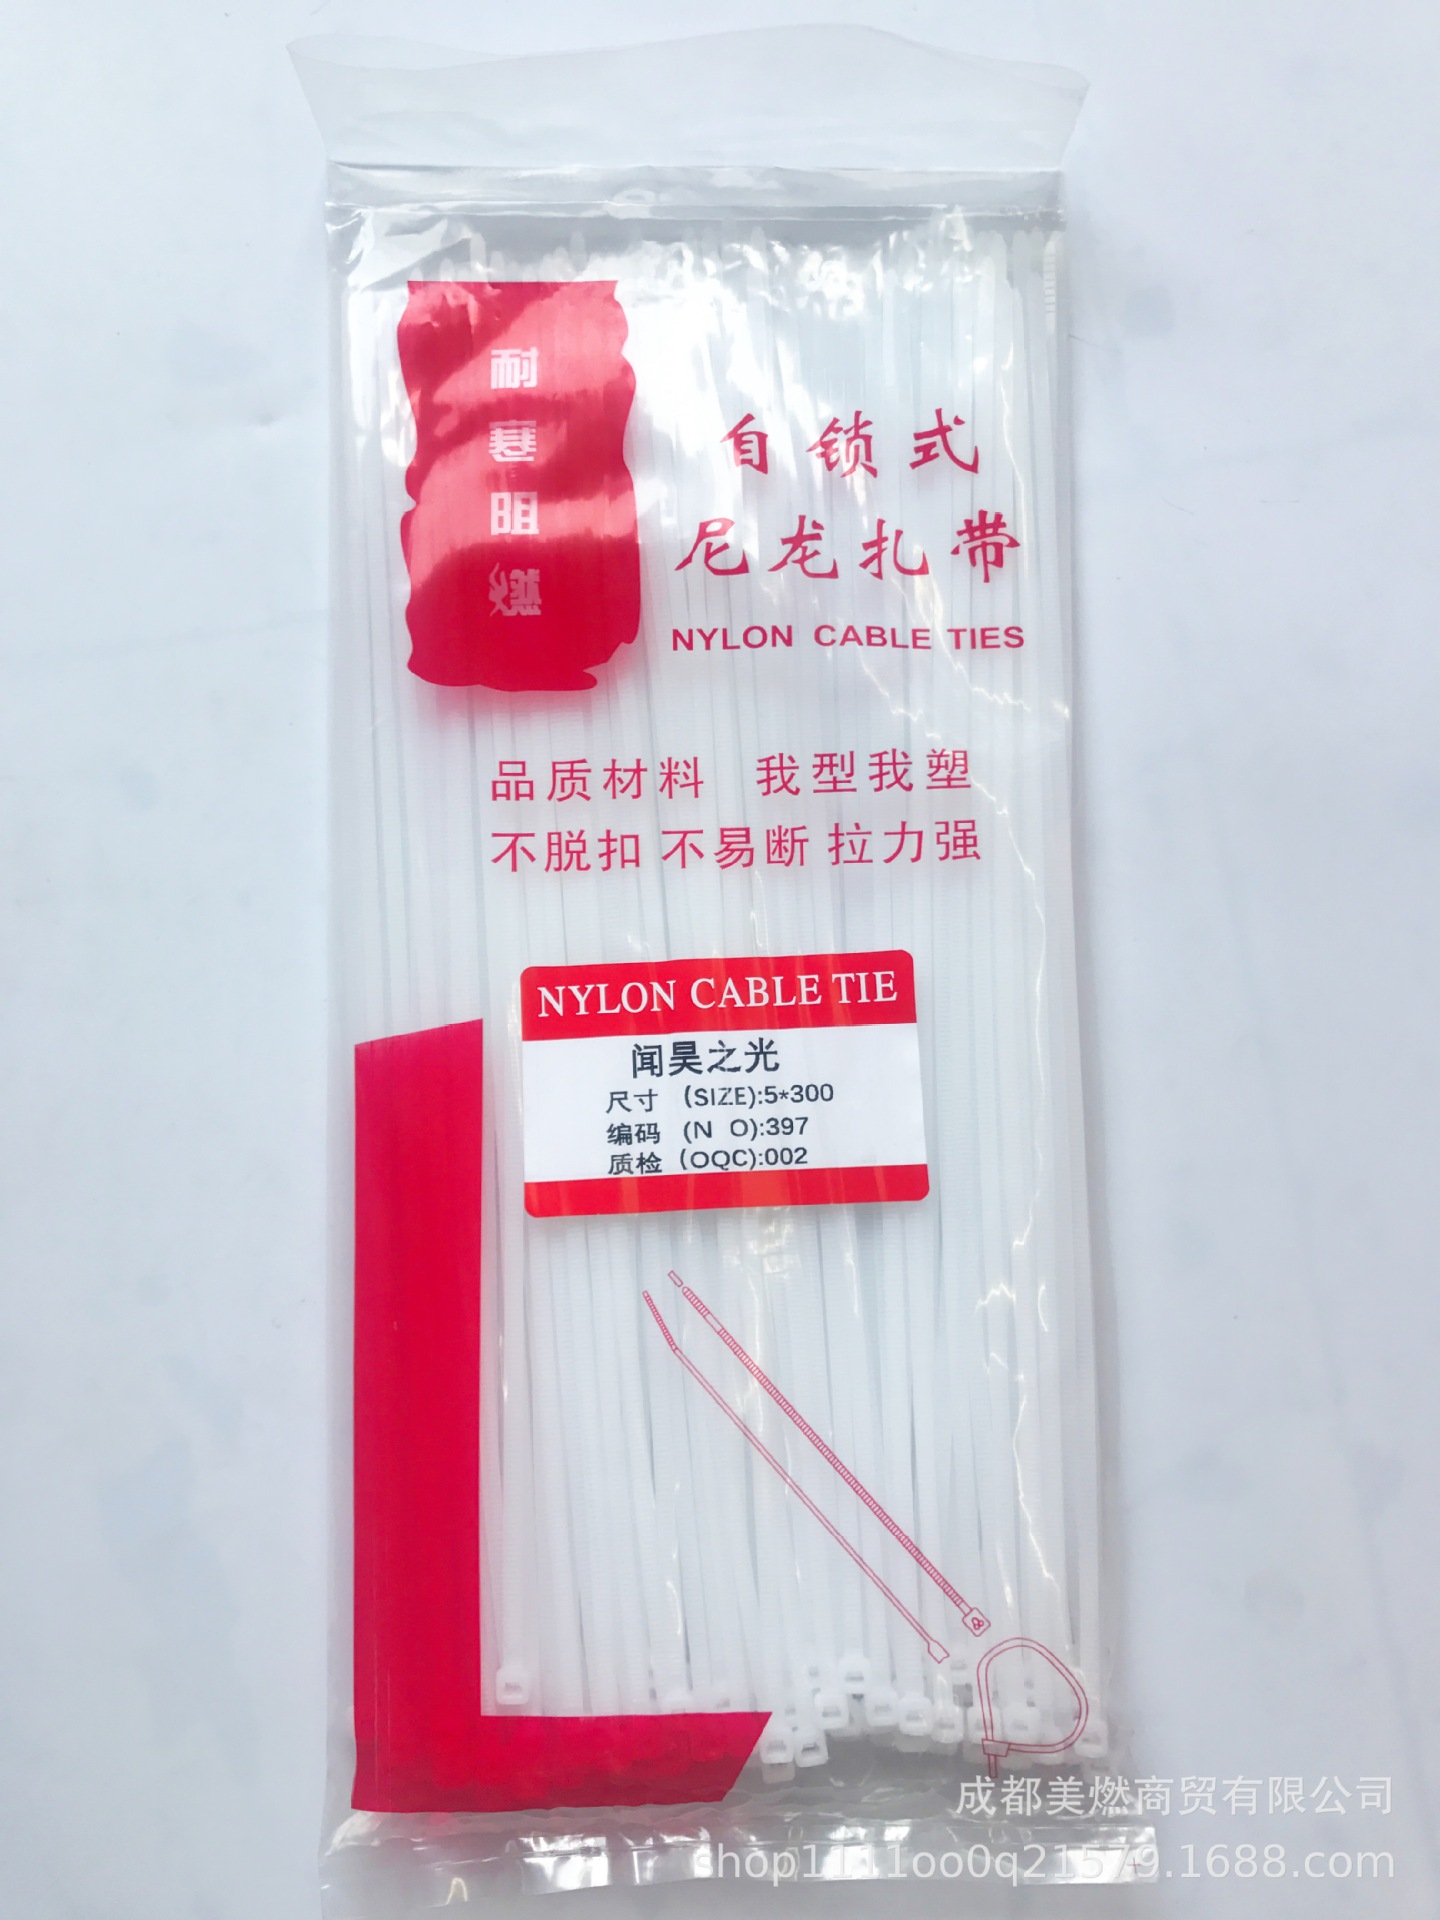 耐寒阻燃
自锁式
尼龙扎带
NYLON CABLE TIES
品质材料 我型我塑
不脱扣 不易断 拉力强
NYLON CABLE TIE
闻昊之光
尺寸 (SIZE):5*300
编码 (N O):397
质检 (OQC):002
成都美燃商贸有限公司
shop1111oo0q21579.1688.com